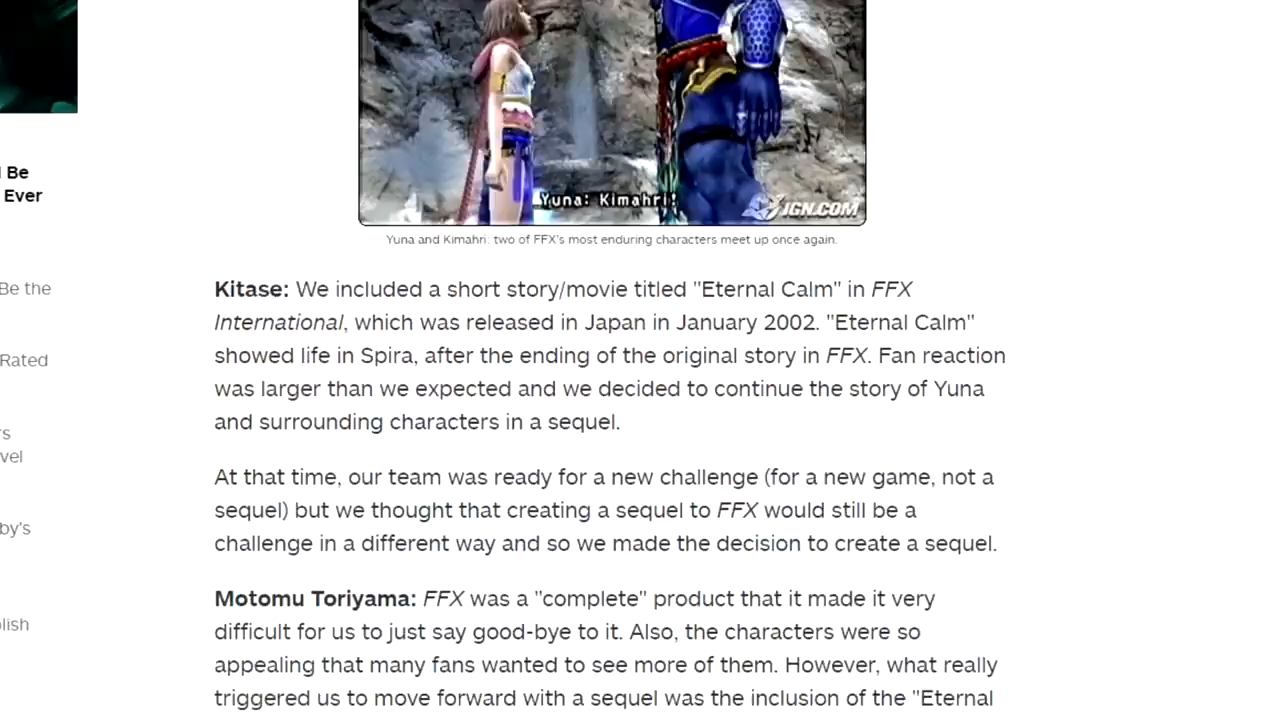 Yuna: Kimahri!
IGN.COM
Yuna and Kimahri: two of FFX's most enduring characters meet up once again.
Be
Ever
Be the
Rated
rs
vel
by's
lish
Kitase: We included a short story/movie titled "Eternal Calm" in FFX
International, which was released in Japan in January 2002. "Eternal Calm"
showed life in Spira, after the ending of the original story in FFX. Fan reaction
was larger than we expected and we decided to continue the story of Yuna
and surrounding characters in a sequel.
At that time, our team was ready for a new challenge (for a new game, not a
sequel) but we thought that creating a sequel to FFX would still be a
challenge in a different way and so we made the decision to create a sequel.
Motomu Toriyama: FFX was a "complete" product that it made it very
difficult for us to just say good-bye to it. Also, the characters were so
appealing that many fans wanted to see more of them. However, what really
triggered us to move forward with a sequel was the inclusion of the "Eternal